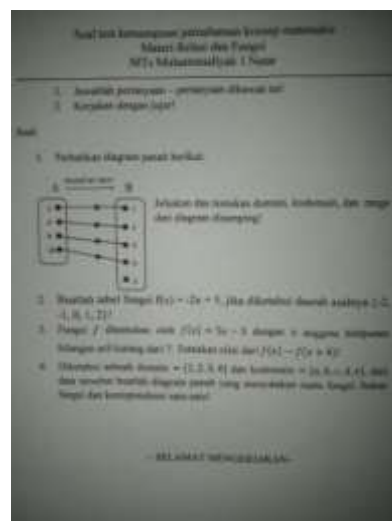 Soal tes kemampuan pemahaman konsep matematika
Materi Relasi dan Fungsi
MTs Muhammadiyah 1 Natar
1. Jawablah pertanyaan – pertanyaan dibawah ini!
2. Kerjakan dengan jujur!
Soal:
1. Perhatikan diagram panah berikut.
A B
Jelaskan dan tentukan domain, kodomain, dan range
dari diagram disamping!
2. Buatlah tabel fungsi f(x) = -2x + 5, jika diketahui daerah asalnya {-2,
-1, 0, 1, 2}!
3. Fungsi f ditentukan oleh f(x) = 5x - 3 dengan x anggota himpunan
bilangan asli kurang dari 7. Tentukan nilai dari f(x) – f(x + 4)!
4. Diketahui sebuah domain = {1, 2, 3, 4} dan kodomain = {a, b, c, d, e}, dari
data tersebut buatlah diagram panah yang menyatakan suatu fungsi, bukan
fungsi dan korespondensi satu-satu!
- SELAMAT MENGERJAKAN-